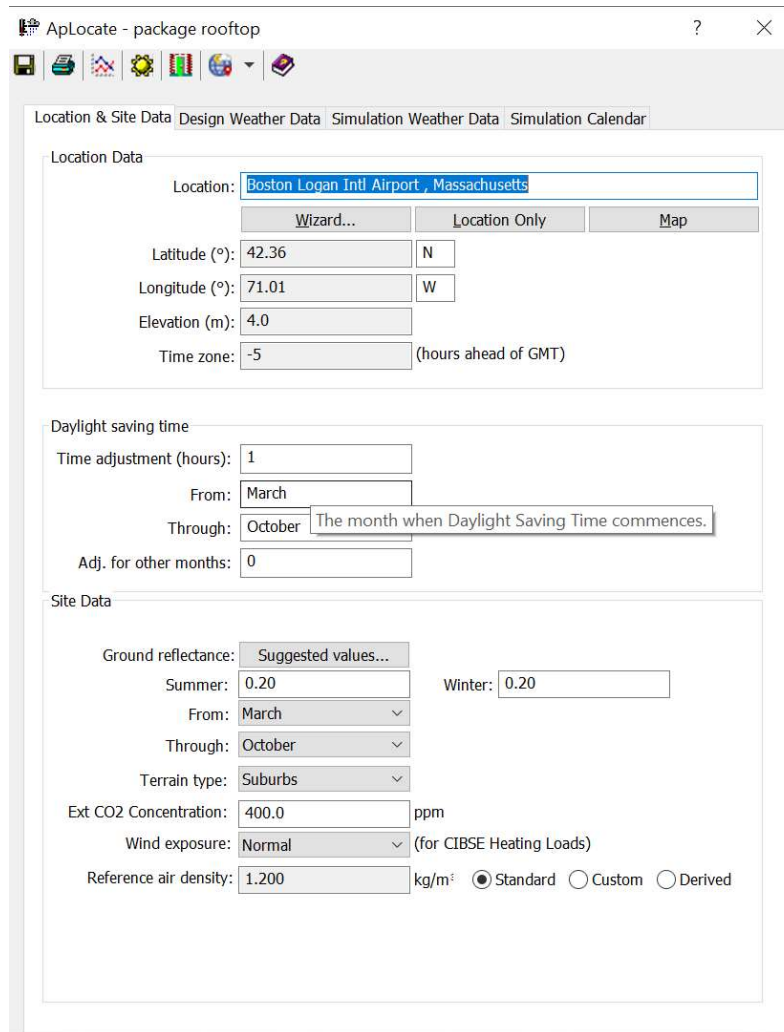 ApLocate - package rooftop ?
Location & Site Data Design Weather Data Simulation Weather Data Simulation Calendar
Location Data
Location: Boston Logan Intl Airport , Massachusetts
Wizard... Location Only Map
Latitude (°): 42.36 N
Longitude (°): 71.01 W
Elevation (m): 4.0
Time zone: -5 (hours ahead of GMT)
Daylight saving time
Time adjustment (hours): 1
From: March
The month when Daylight Saving Time commences.
Through: October
Adj. for other months: 0
Site Data
Ground reflectance: Suggested values...
Summer: 0.20 Winter: 0.20
From: March
Through: October
Terrain type: Suburbs
Ext CO2 Concentration: 400.0 ppm
Wind exposure: Normal (for CIBSE Heating Loads)
Reference air density: 1.200 kg/m³ Standard Custom Derived